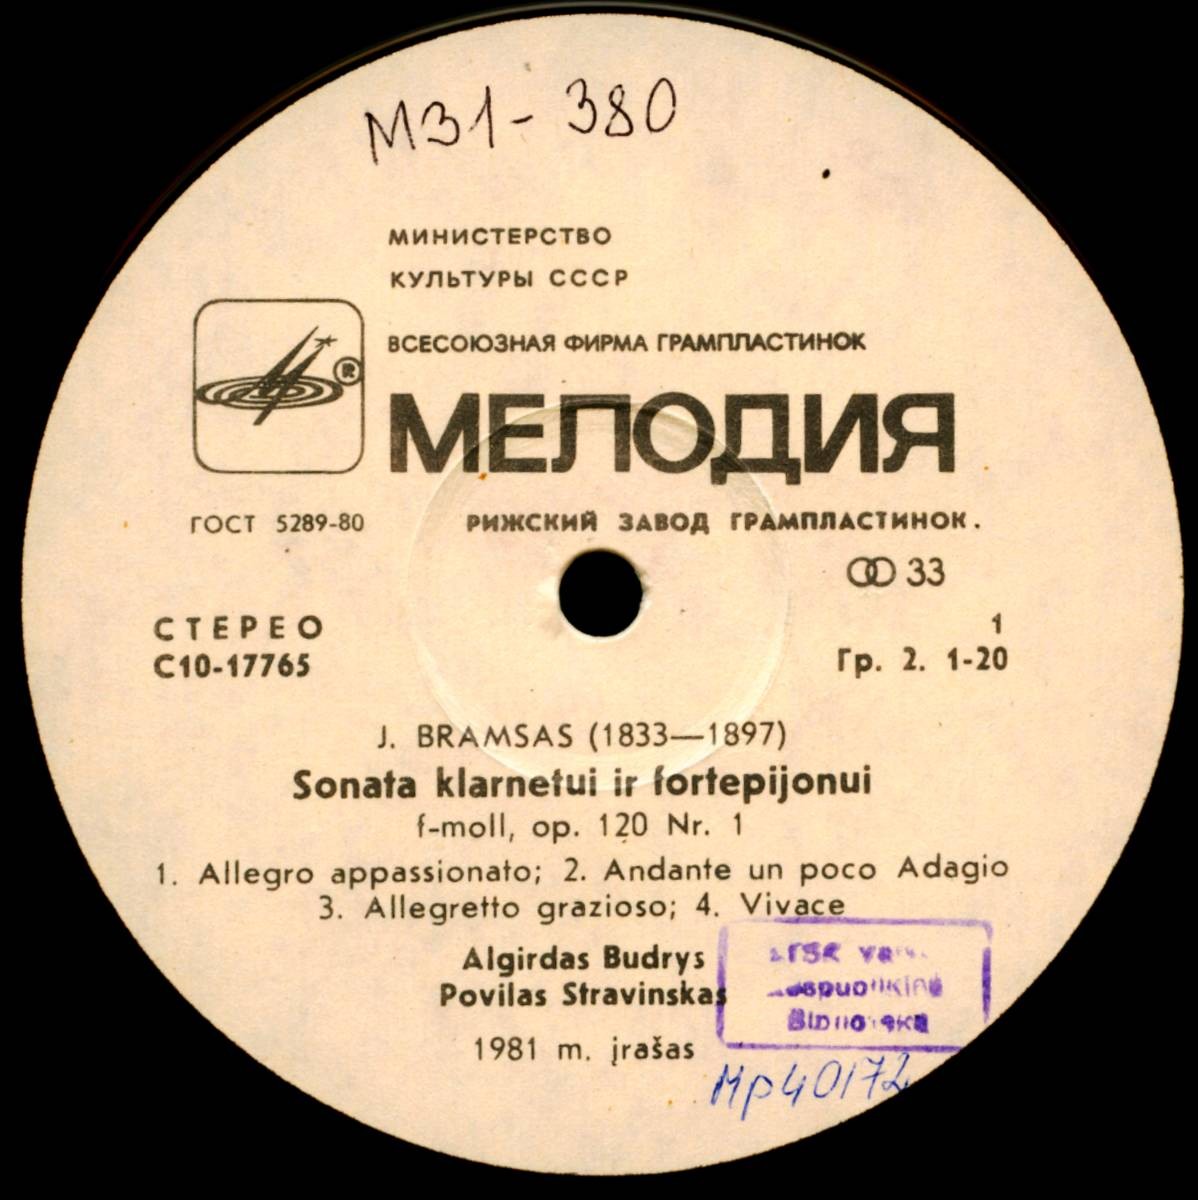 М31-380
МИНИСТЕРСТВО
КУЛЬТУРЫ СССР
ВСЕСОЮЗНАЯ ФИРМА ГРАМПЛАСТИНОК
®
МЕЛОДИЯ
ГОСТ 5289-80
РИЖСКИЙ ЗАВОД ГРАМПЛАСТИНОК.
33
СТЕРЕО
1
С10-17765
Гр. 2. 1-20
J. BRAMSAS (1833—1897)
Sonata klarnetui ir fortepijonui
f-moll, op. 120 Nr. 1
1. Allegro appassionato; 2. Andante un poco Adagio
3. Allegretto grazioso; 4. Vivace
Algirdas Budrys
Povilas Stravinskas
1981 m. įrašas
Biblioteka
Mp40172